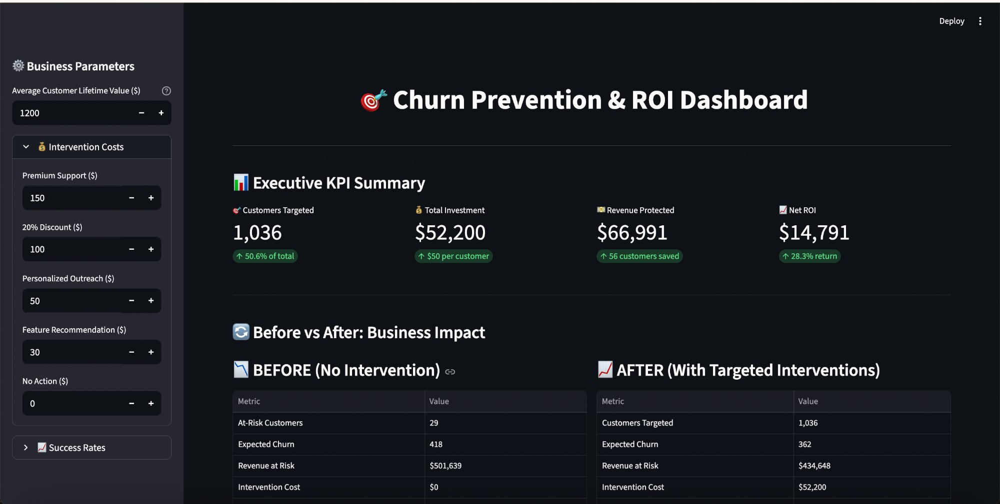 Deploy
Business Parameters
Average Customer Lifetime Value ($)
1200
Intervention Costs
Premium Support ($)
150
20% Discount ($)
100
Personalized Outreach ($)
50
Feature Recommendation ($)
30
No Action ($)
0
Success Rates
Churn Prevention & ROI Dashboard
Executive KPI Summary
Customers Targeted
1,036
↑ 50.6% of total
Total Investment
$52,200
↑ $50 per customer
Revenue Protected
$66,991
↑ 56 customers saved
Net ROI
$14,791
↑ 28.3% return
Before vs After: Business Impact
BEFORE (No Intervention)
Metric Value
At-Risk Customers 29
Expected Churn 418
Revenue at Risk $501,639
Intervention Cost $0
AFTER (With Targeted Interventions)
Metric Value
Customers Targeted 1,036
Expected Churn 362
Revenue at Risk $434,648
Intervention Cost $52,200